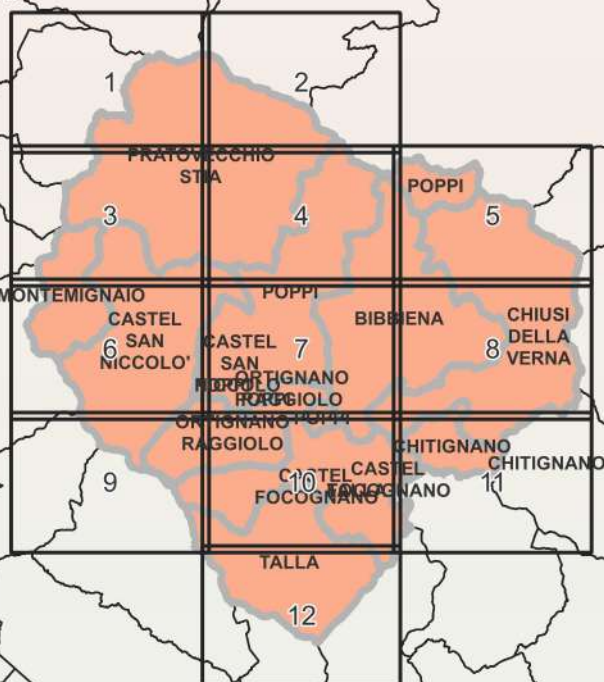 1
2
PRATOVECCHIO
STIA
POPPI
3
4
5
MONTEMIGNAIO
POPPI
CASTEL
SAN
NICCOLO'
BIBBIENA
CHIUSI
DELLA
VERNA
6
CASTEL
SAN
7
8
ORTIGNANO
RAGGIOLO
POPPI
ORTIGNANO
RAGGIOLO
CHITIGNANO
CHITIGNANO
9
CASTEL
FOCOGNANO
10
CASTEL
FOCOGNANO
11
TALLA
12